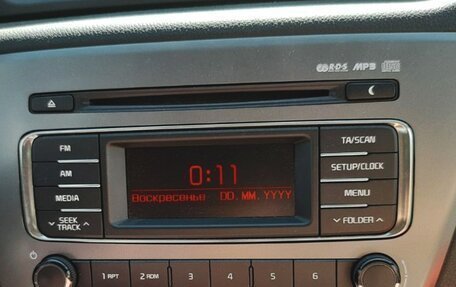 RDS MP3
FM
AM
MEDIA
SEEK
TRACK
0:11
Воскресенье DD.MM.YYYY
TA/SCAN
SETUP/CLOCK
MENU
FOLDER
1 RPT
2 RDM
3
4
5
6